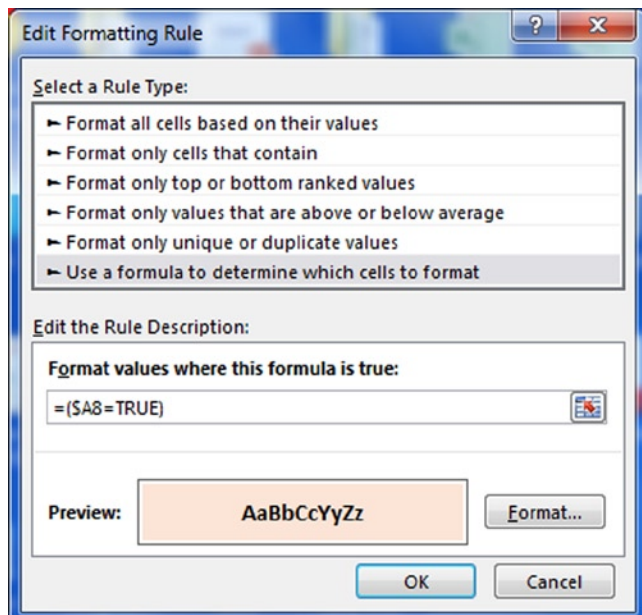 Edit Formatting Rule
Select a Rule Type:
► Format all cells based on their values
► Format only cells that contain
► Format only top or bottom ranked values
► Format only values that are above or below average
► Format only unique or duplicate values
► Use a formula to determine which cells to format
Edit the Rule Description:
Format values where this formula is true:
=($A8=TRUE)
Preview:
AaBbCcYyZz
Format...
OK
Cancel